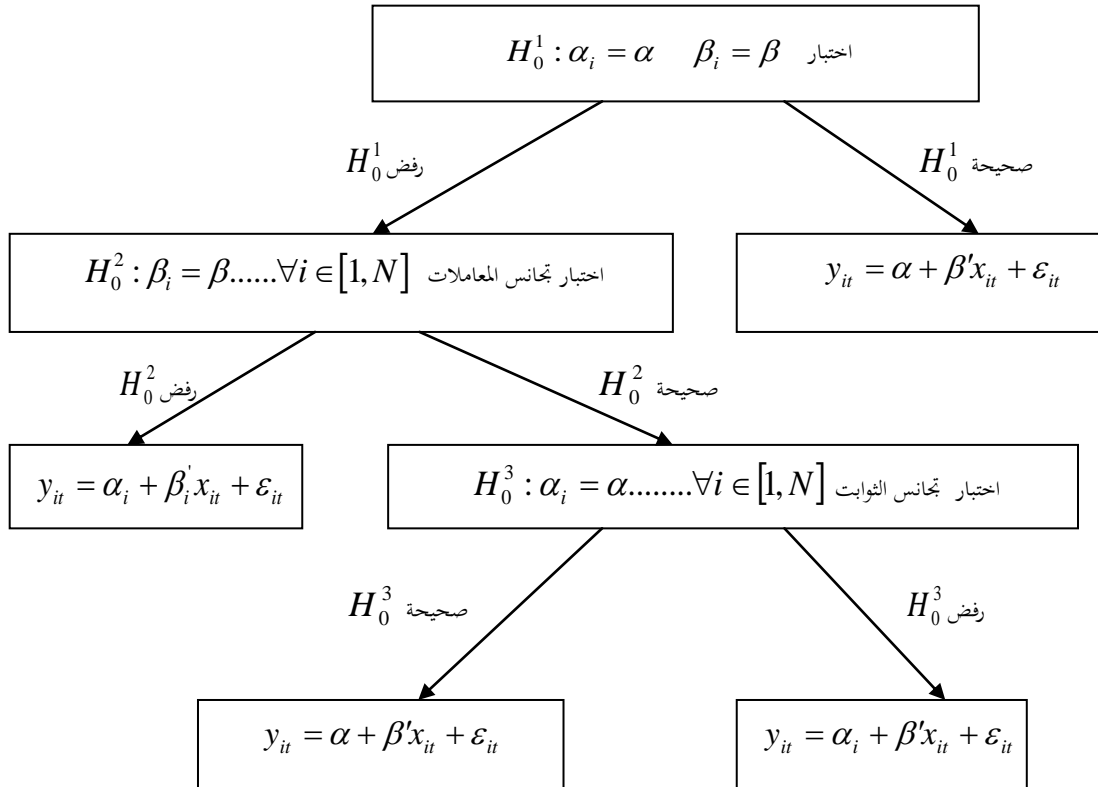 اختبار $H_0^1 : \alpha_i = \alpha \quad \beta_i = \beta$
صحيحة $H_0^1$
رفض $H_0^1$
$y_{it} = \alpha + \beta' x_{it} + \varepsilon_{it}$
اختبار تجانس المعاملات $H_0^2 : \beta_i = \beta ...... \forall i \in [1, N]$
صحيحة $H_0^2$
رفض $H_0^2$
اختبار تجانس الثوابت $H_0^3 : \alpha_i = \alpha ........ \forall i \in [1, N]$
$y_{it} = \alpha_i + \beta_i' x_{it} + \varepsilon_{it}$
رفض $H_0^3$
صحيحة $H_0^3$
$y_{it} = \alpha_i + \beta' x_{it} + \varepsilon_{it}$
$y_{it} = \alpha + \beta' x_{it} + \varepsilon_{it}$